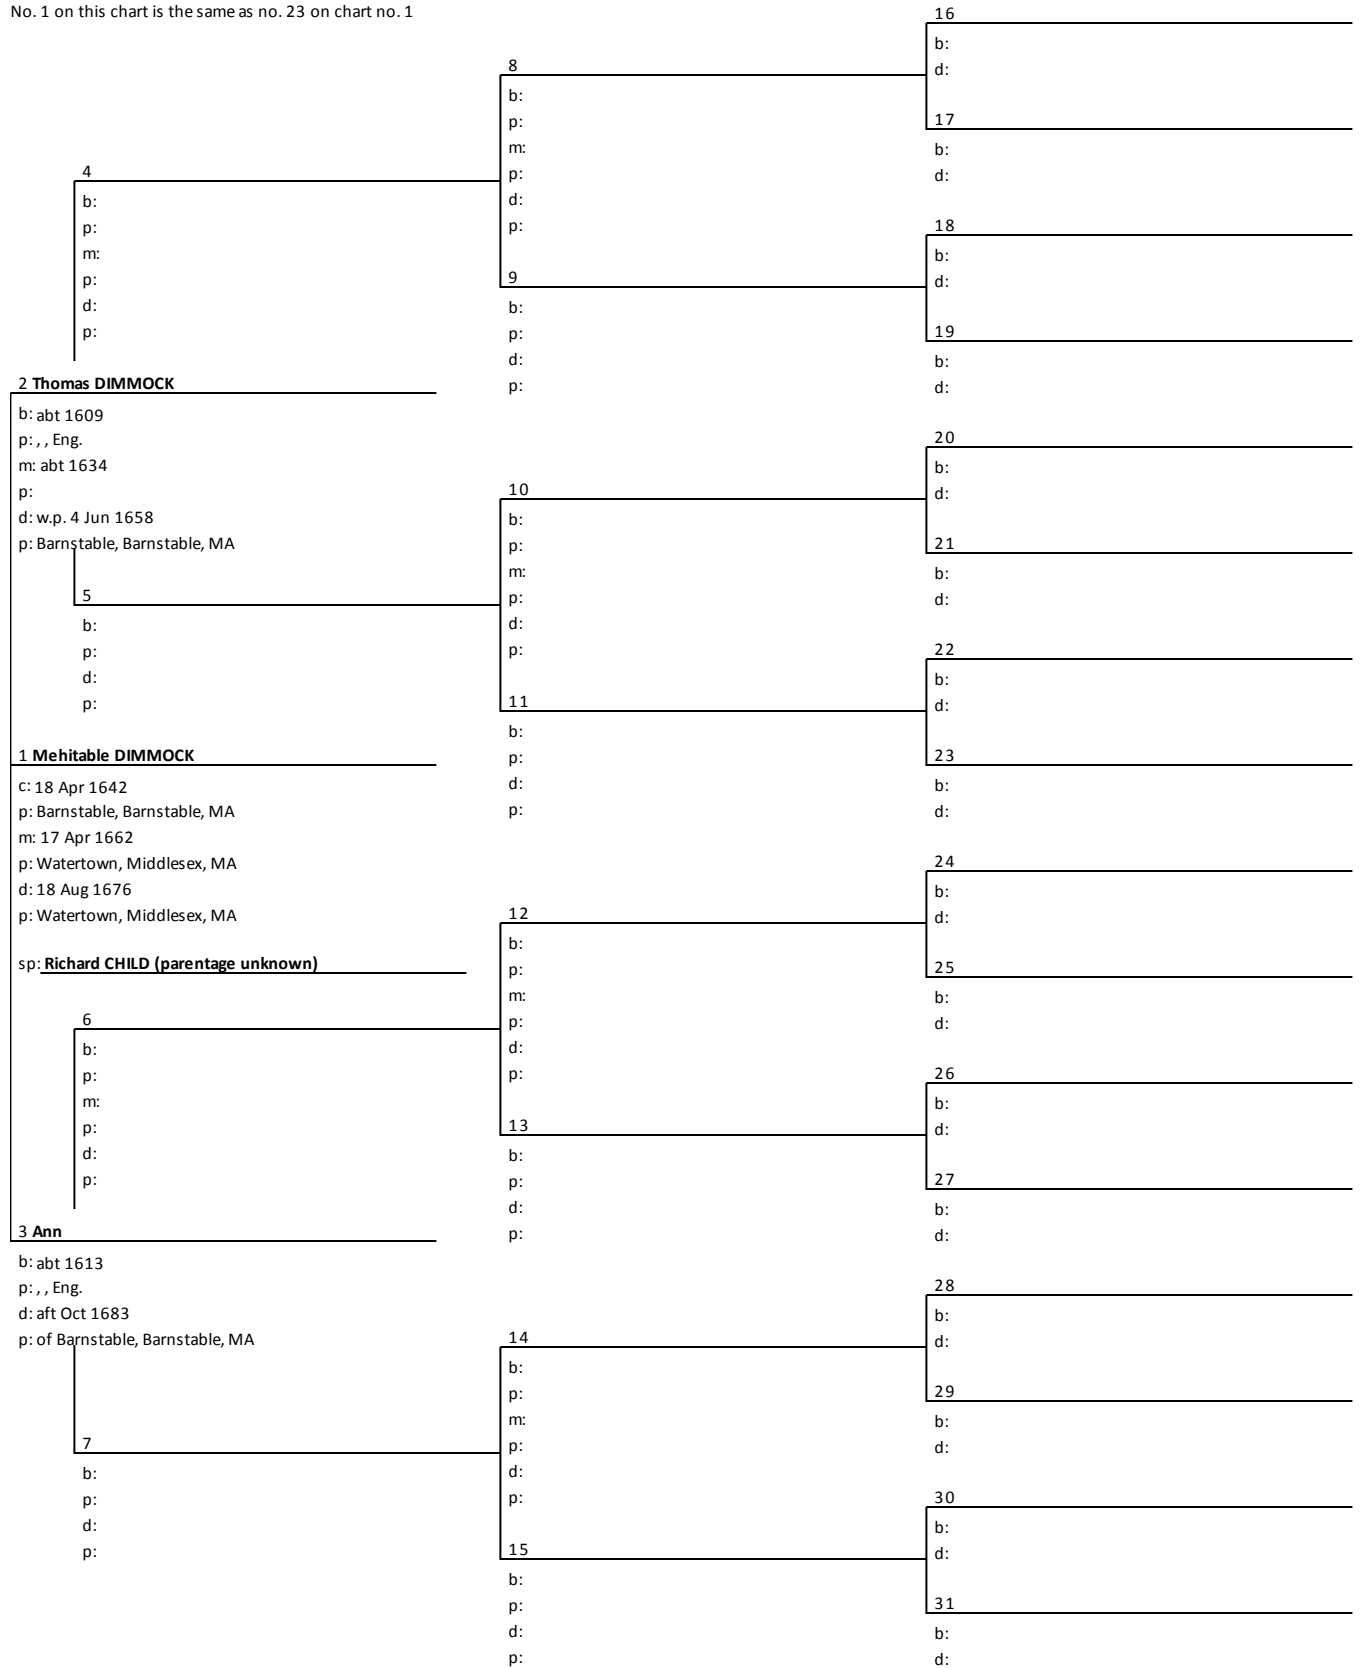 No. 1 on this chart is the same as no. 23 on chart no. 1
4
b:
p:
m:
p:
d:
p:
2 Thomas DIMMOCK
b: abt 1609
p: , , Eng.
m: abt 1634
p:
d: w.p. 4 Jun 1658
p: Barnstable, Barnstable, MA
5
b:
p:
d:
p:
1 Mehitable DIMMOCK
c: 18 Apr 1642
p: Barnstable, Barnstable, MA
m: 17 Apr 1662
p: Watertown, Middlesex, MA
d: 18 Aug 1676
p: Watertown, Middlesex, MA
sp: Richard CHILD (parentage unknown)
6
b:
p:
m:
p:
d:
p:
3 Ann
b: abt 1613
p: , , Eng.
d: aft Oct 1683
p: of Barnstable, Barnstable, MA
7
b:
p:
d:
p:
8
b:
p:
m:
p:
d:
p:
9
b:
p:
d:
p:
10
b:
p:
m:
p:
d:
p:
11
b:
p:
d:
p:
12
b:
p:
m:
p:
d:
p:
13
b:
p:
d:
p:
14
b:
p:
m:
p:
d:
p:
15
b:
p:
d:
p:
16
b:
d:
17
b:
d:
18
b:
d:
19
b:
d:
20
b:
d:
21
b:
d:
22
b:
d:
23
b:
d:
24
b:
d:
25
b:
d:
26
b:
d:
27
b:
d:
28
b:
d:
29
b:
d:
30
b:
d:
31
b:
d: